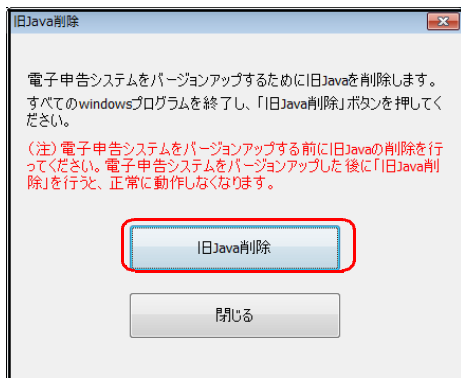 旧Java削除
電子申告システムをバージョンアップするために旧Javaを削除します。
すべてのwindowsプログラムを終了し、「旧Java削除」ボタンを押してく
ださい。
(注)電子申告システムをバージョンアップする前に旧Javaの削除を行
ってください。電子申告システムをバージョンアップした後に「旧Java削
除」を行うと、正常に動作しなくなります。
旧Java削除
閉じる